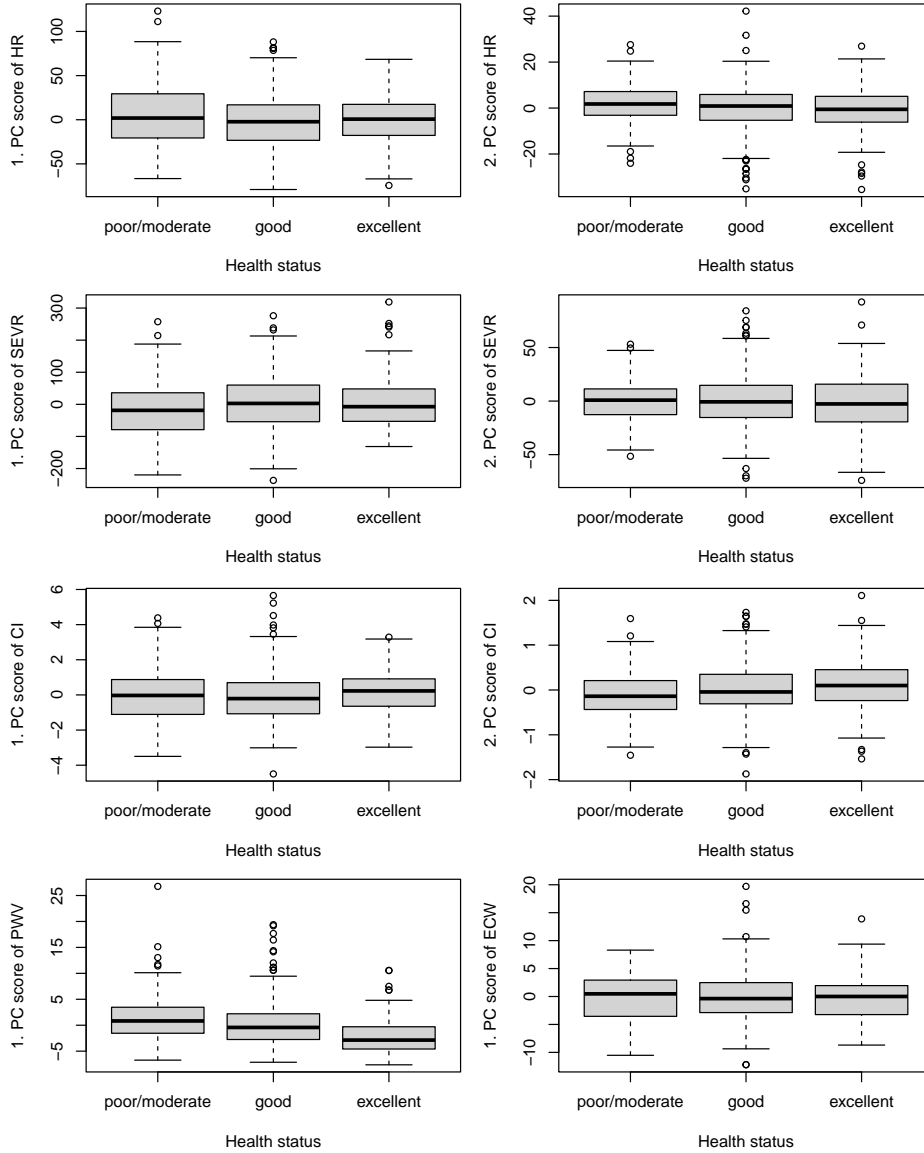 1. PC score of HR
100
50
0
−50
poor/moderate good excellent
Health status
2. PC score of HR
40
20
0
−20
poor/moderate good excellent
Health status
1. PC score of SEVR
300
100
0
−200
poor/moderate good excellent
Health status
2. PC score of SEVR
50
0
−50
poor/moderate good excellent
Health status
1. PC score of CI
6
4
2
0
−2
−4
poor/moderate good excellent
Health status
2. PC score of CI
2
1
0
−1
−2
poor/moderate good excellent
Health status
1. PC score of PWV
25
15
5
−5
poor/moderate good excellent
Health status
1. PC score of ECW
20
10
5
0
−10
poor/moderate good excellent
Health status